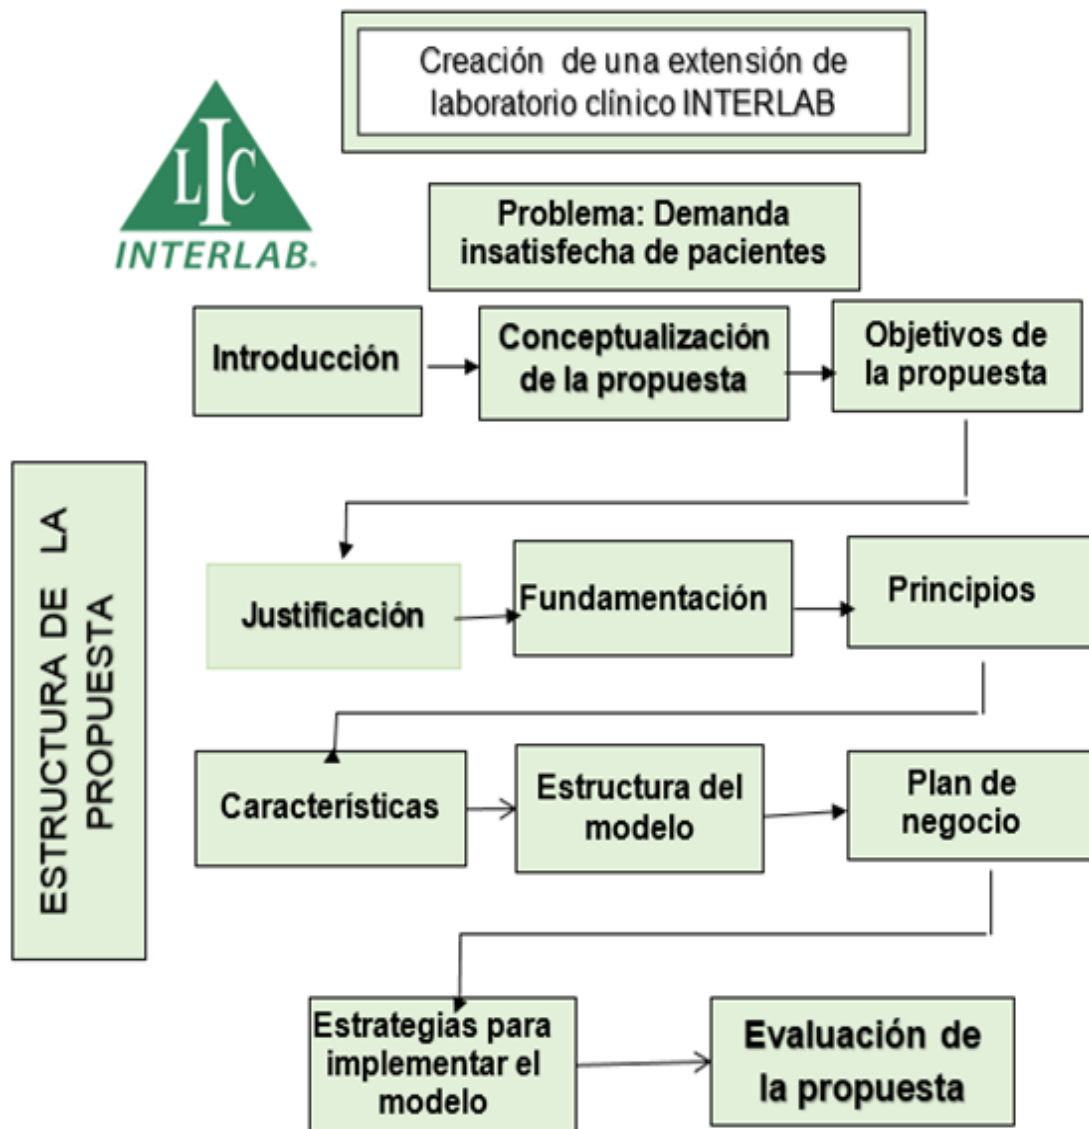 Creación de una extensión de
laboratorio clínico INTERLAB
LIC
INTERLAB.
Problema: Demanda
insatisfecha de pacientes
Introducción
Conceptualización
de la propuesta
Objetivos de
la propuesta
ESTRUCTURA DE LA
PROPUESTA
Justificación
Fundamentación
Principios
Característísticas
Estructura del
modelo
Plan de
negocio
Estrategias para
implementar el
modelo
Evaluación de
la propuesta